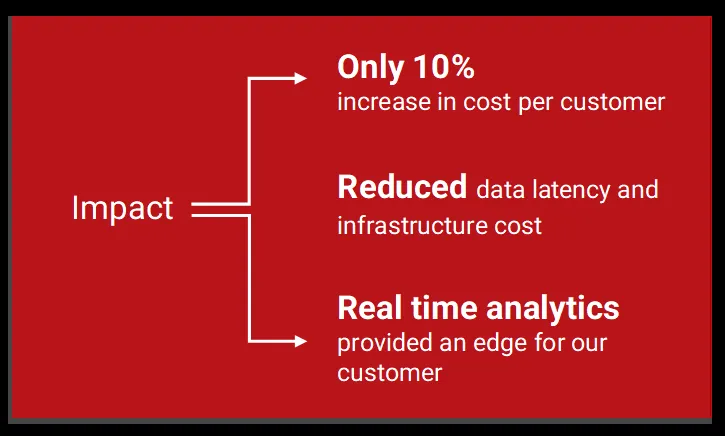 Only 10%
increase in cost per customer
Impact
Reduced data latency and
infrastructure cost
Real time analytics
provided an edge for our
customer